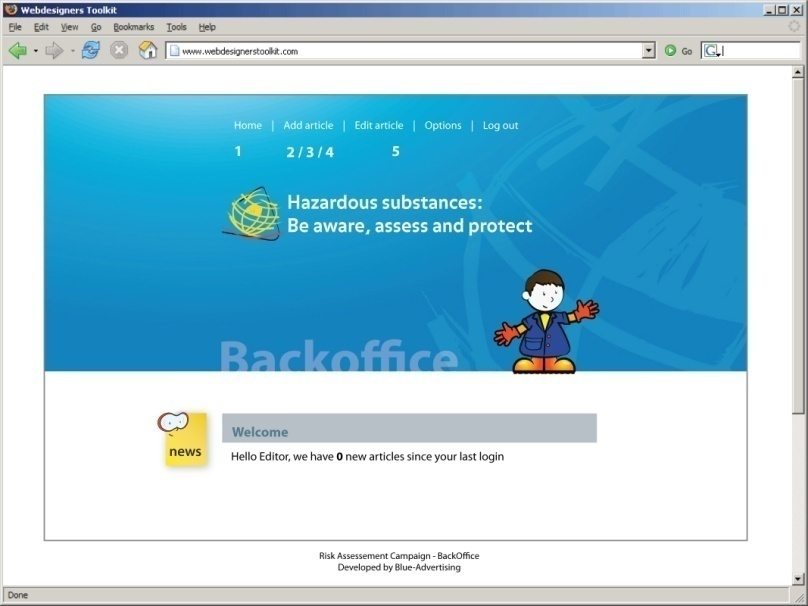 Webdesigners Toolkit
File Edit View Go Bookmarks Tools Help
www.webdesignerstoolkit.com Go G
Home | Add article | Edit article | Options | Log out
1 2 / 3 / 4 5
Hazardous substances:
Be aware, assess and protect
Backoffice
news
Welcome
Hello Editor, we have 0 new articles since your last login
Risk Assessement Campaign - BackOffice
Developed by Blue-Advertising
Done